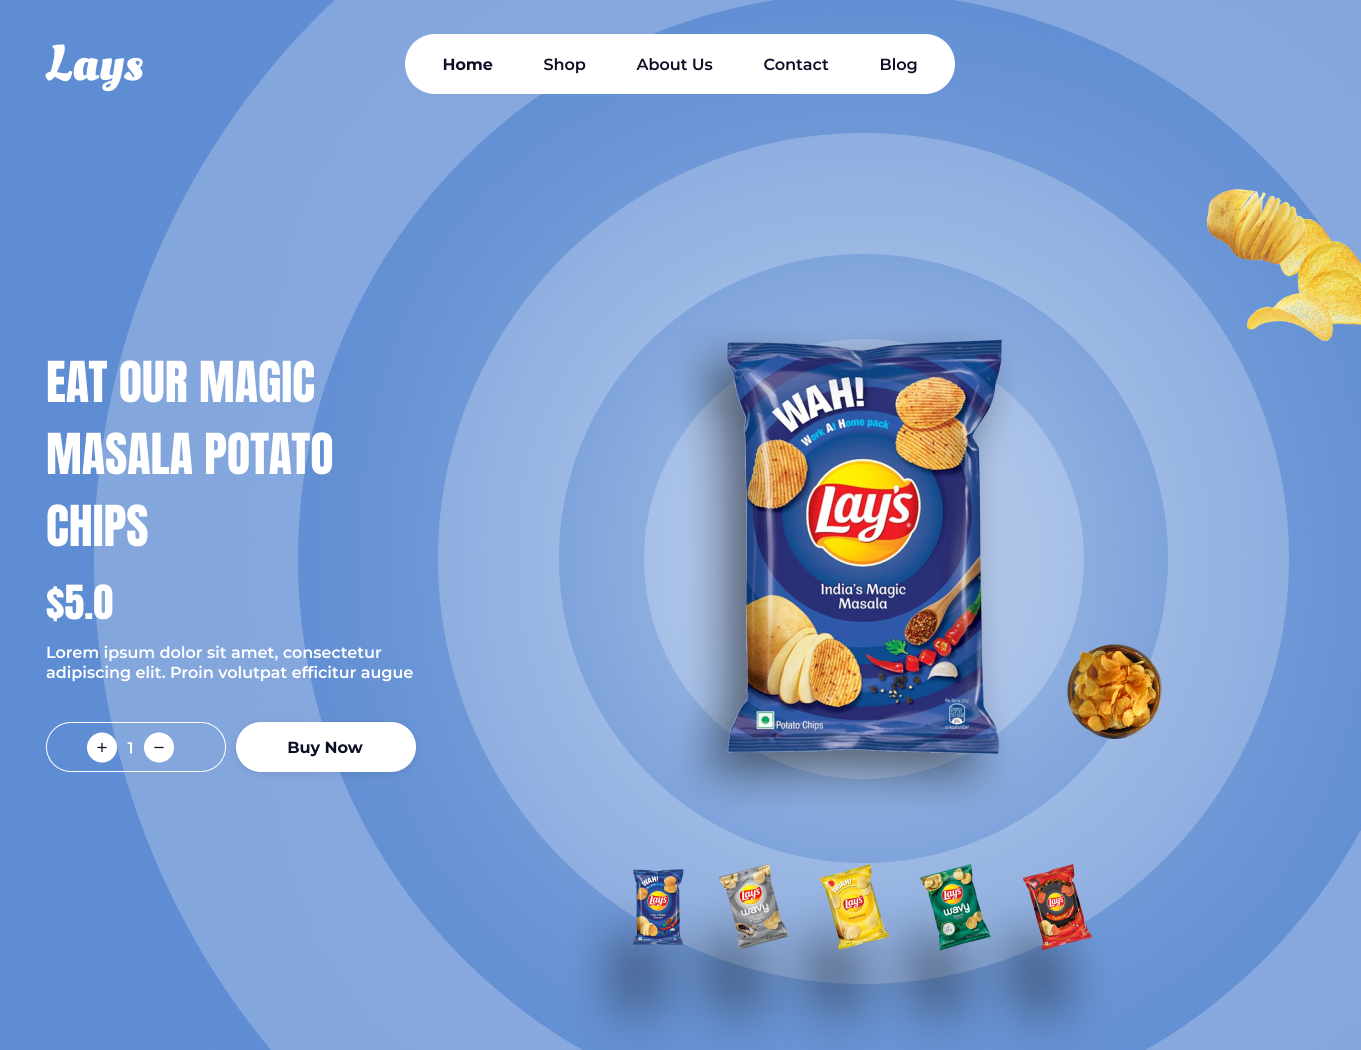 Lays
Home
Shop
About Us
Contact
Blog
EAT OUR MAGIC
MASALA POTATO
CHIPS
$5.0
Lorem ipsum dolor sit amet, consectetur
adipiscing elit. Proin volutpat efficitur augue
+ 1 −
Buy Now
WAH!
Work At Home pack
Lay's
India's Magic
Masala
Potato Chips
WAH!
Lay's
Lay's
wavy
WAH!
Lay's
Lay's
wavy
Lay's